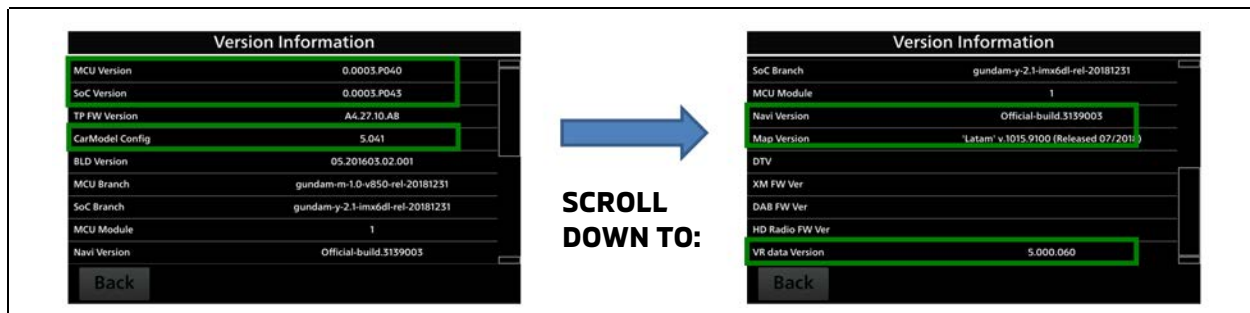 Version Information
MCU Version 0.0003.P040
SoC Version 0.0003.P043
TP FW Version A4.27.10.A8
CarModel Config 5.041
BLD Version 05.201603.02.001
MCU Branch gundam-m-1.0-v850-rel-20181231
SoC Branch gundam-y-2.1-imx6dl-rel-20181231
MCU Module 1
Navi Version Official-build.3139003
Back
SCROLL
DOWN TO:
Version Information
SoC Branch gundam-y-2.1-imx6dl-rel-20181231
MCU Module 1
Navi Version Official-build.3139003
Map Version 'Latam' v.1015.9100 (Released 07/2018)
DTV
XM FW Ver
DAB FW Ver
HD Radio FW Ver
VR data Version 5.000.060
Back